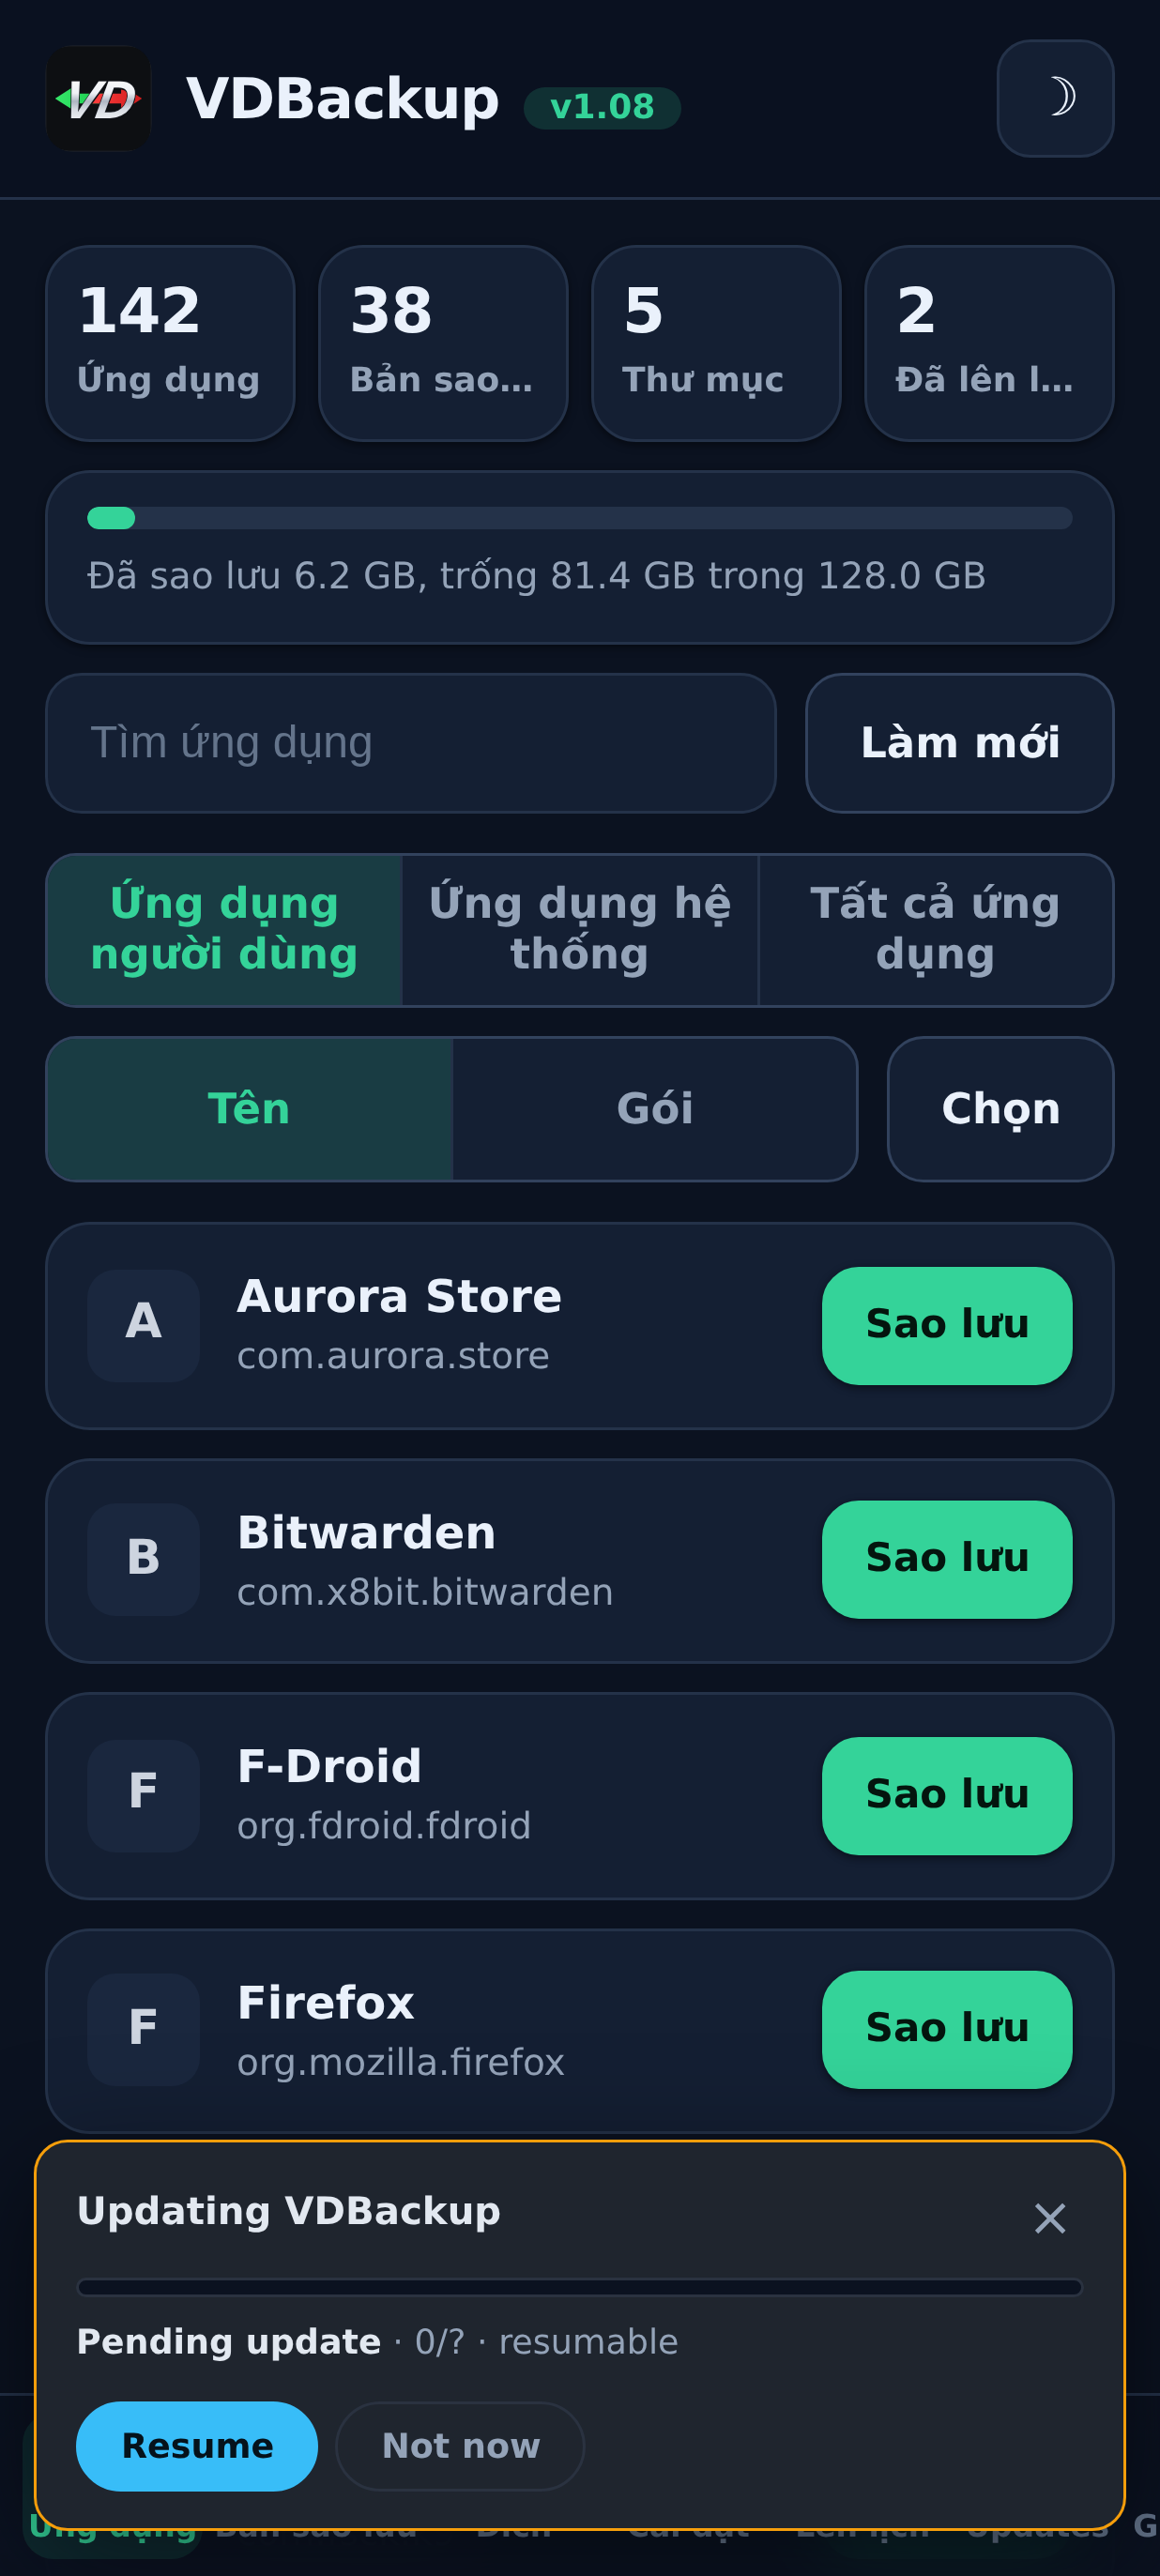 VD
VDBackup v1.08
☽
142
Ứng dụng
38
Bản sao…
5
Thư mục
2
Đã lên l…
Đã sao lưu 6.2 GB, trống 81.4 GB trong 128.0 GB
Tìm ứng dụng
Làm mới
Ứng dụng
người dùng
Ứng dụng hệ
thống
Tất cả ứng
dụng
Tên
Gói
Chọn
A
Aurora Store
com.aurora.store
Sao lưu
B
Bitwarden
com.x8bit.bitwarden
Sao lưu
F
F-Droid
org.fdroid.fdroid
Sao lưu
F
Firefox
org.mozilla.firefox
Sao lưu
Updating VDBackup
×
Pending update · 0/? · resumable
Resume
Not now
Ứng dụng